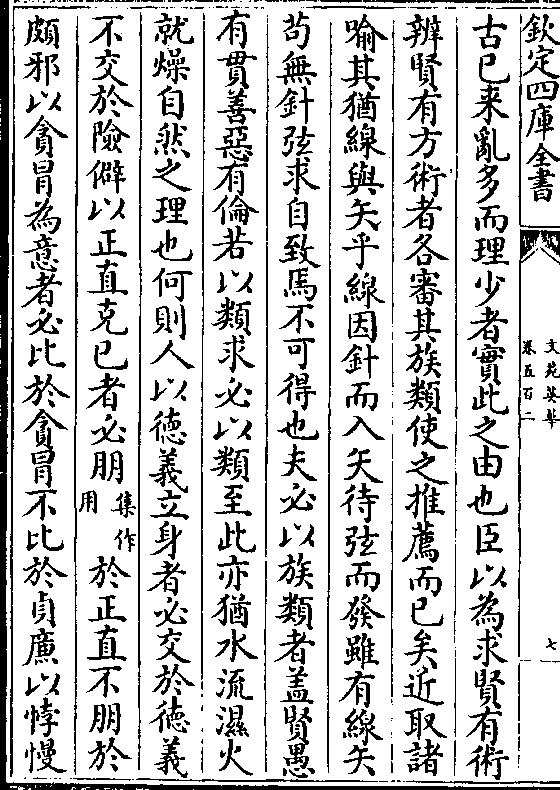 欽定四庫全書
文苑英華
卷五百二
七
古已来亂多而理少者實此之由也臣以為求賢有術
辨賢有方術者各審其族類使之推薦而已矣近取諸
喻其猶線與矢乎線因針而入矢待弦而發雖有線矢
苟無針弦求自致焉不可得也夫必以族類者盖賢愚
有貫善惡有倫若以類求必以類至此亦猶水流濕火
就燥自然之理也何則人以徳義立身者必交於徳義
不交於險僻以正直克已者必朋集作用於正直不朋於
頗邪以貪冒為意者必比於貪冒不比於貞廉以悖慢